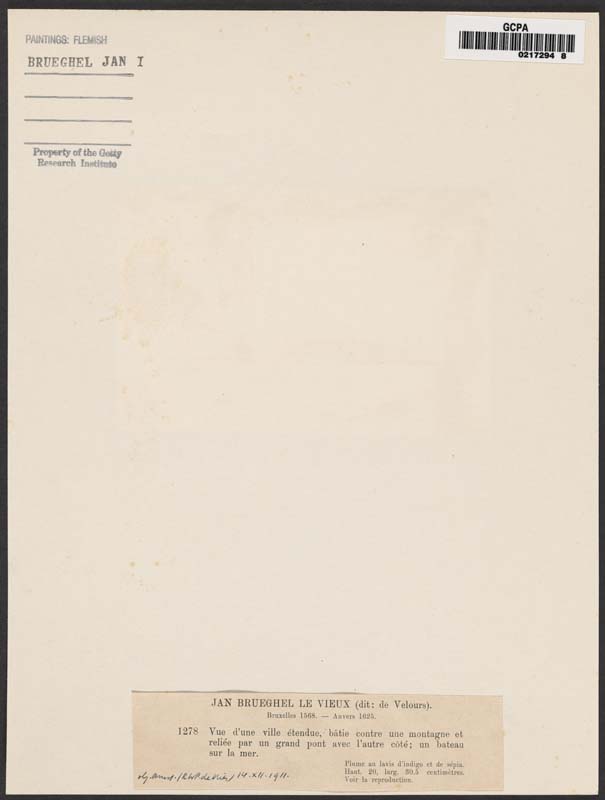 PAINTINGS: FLEMISH
BRUEGHEL JAN I
Property of the Getty
Research Institute
GCPA
0217294 8
JAN BRUEGHEL LE VIEUX (dit: de Velours).
Bruxelles 1568. — Anvers 1625.
1278 Vue d'une ville étendue, bâtie contre une montagne et
reliée par un grand pont avec l'autre côté; un bateau
sur la mer.
Plume au lavis d'indigo et de sépia.
Haut. 20, larg. 30.5 centimètres.
Voir la reproduction.
14-XII-1911.